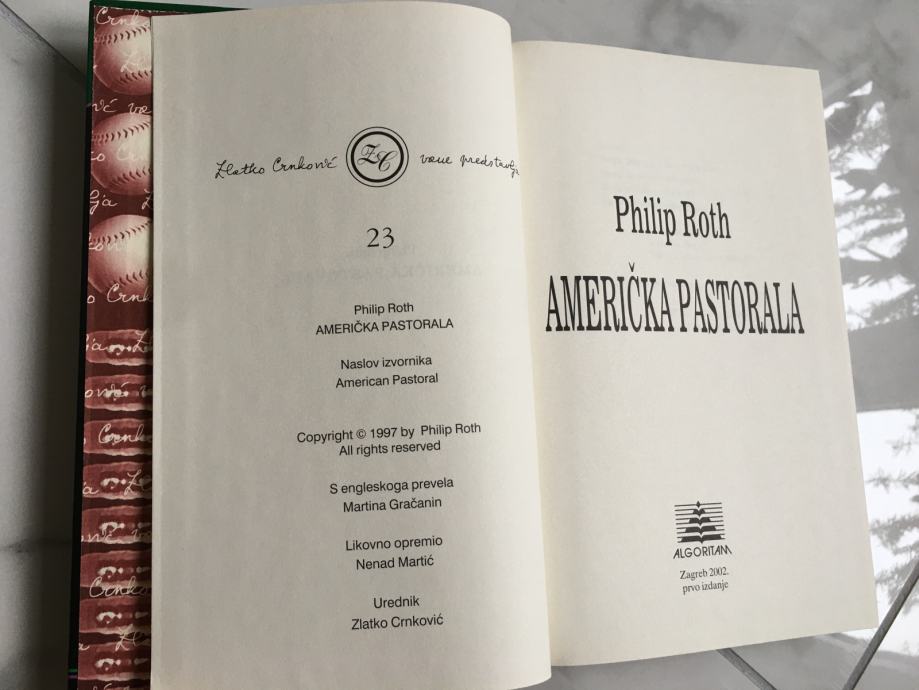 Zlatko Crnković ZC vam predstavlja
23
Philip Roth
AMERIČKA PASTORALA
Naslov izvornika
American Pastoral
Copyright © 1997 by Philip Roth
All rights reserved
S engleskoga prevela
Martina Gračanin
Likovno opremio
Nenad Martić
Urednik
Zlatko Crnković
Philip Roth
AMERIČKA PASTORALA
ALGORITAM
Zagreb 2002.
prvo izdanje